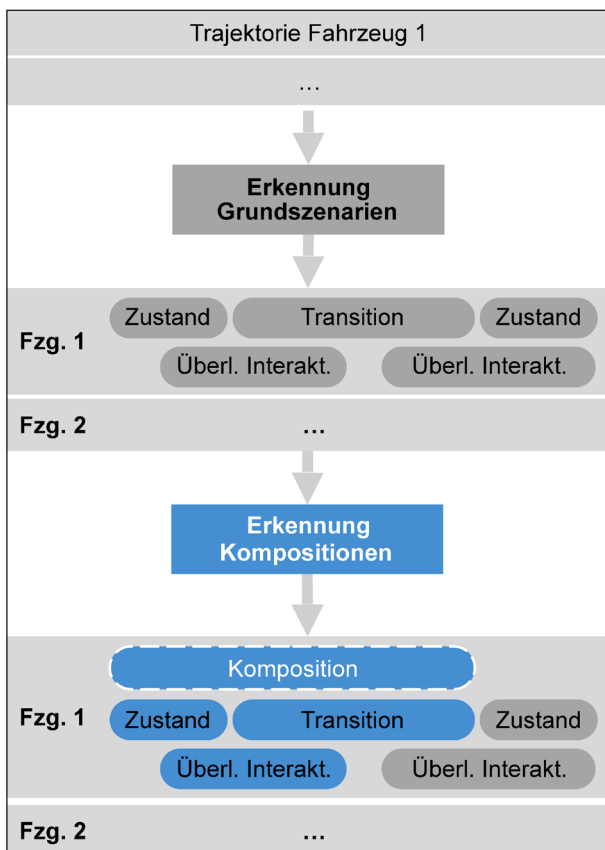 Trajektorie Fahrzeug 1
...
Erkennung
Grundszenarien
Fzg. 1
Zustand Transition Zustand
Überl. Interakt. Überl. Interakt.
Fzg. 2 ...
Erkennung
Kompositionen
Komposition
Fzg. 1
Zustand Transition Zustand
Überl. Interakt. Überl. Interakt.
Fzg. 2 ...